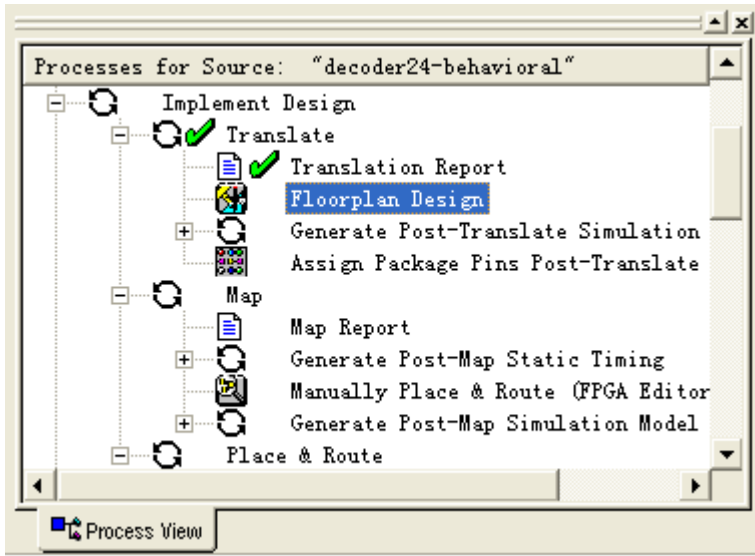 Processes for Source: "decoder24-behavioral"
Implement Design
Translate
Translation Report
Floorplan Design
Generate Post-Translate Simulation
Assign Package Pins Post-Translate
Map
Map Report
Generate Post-Map Static Timing
Manually Place & Route (FPGA Editor
Generate Post-Map Simulation Model
Place & Route
Process View